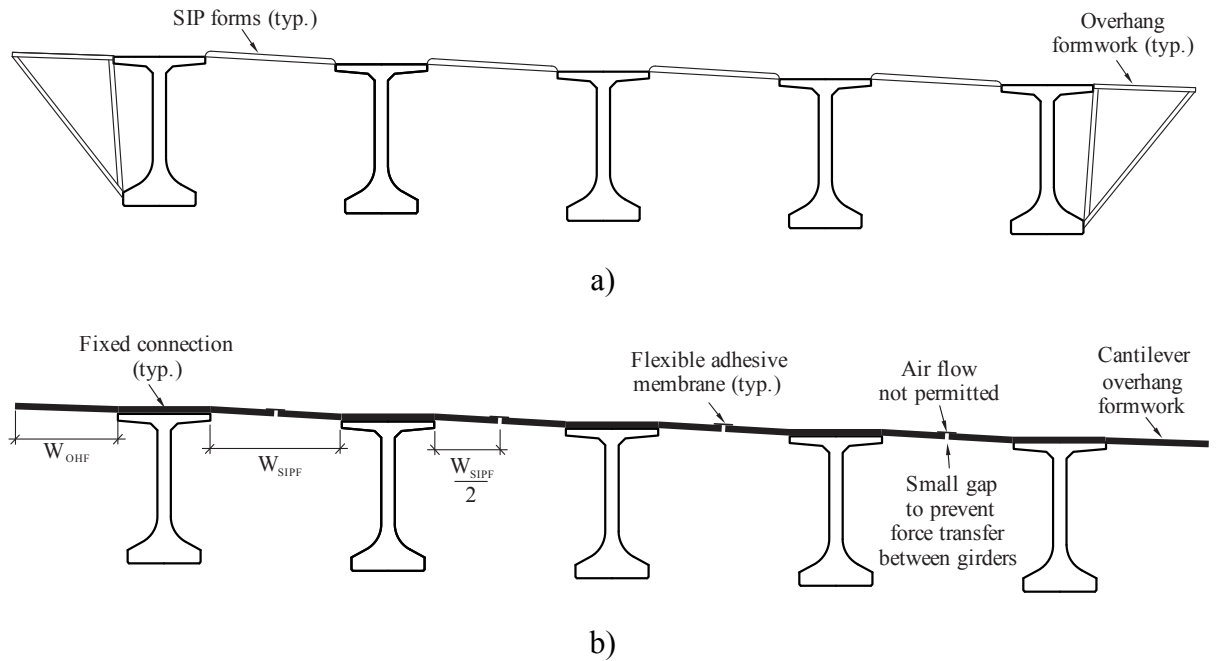 SIP forms (typ.)
Overhang
formwork (typ.)
a)
Fixed connection
(typ.)
Flexible adhesive
membrane (typ.)
Air flow
not permitted
Cantilever
overhang
formwork
W_OHF
W_SIPF
W_SIPF
2
Small gap
to prevent
force transfer
between girders
b)